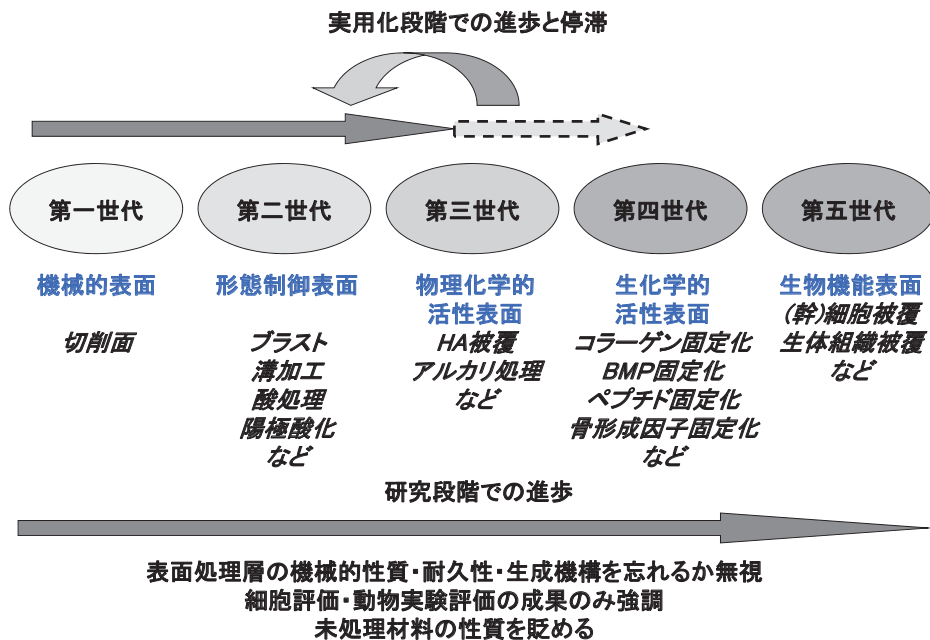 実用化段階での進歩と停滞
第一世代
第二世代
第三世代
第四世代
第五世代
機械的表面
切削面
形態制御表面
ブラスト
溝加工
酸処理
陽極酸化
など
物理化学的
活性表面
HA被覆
アルカリ処理
など
生化学的
活性表面
コラーゲン固定化
BMP固定化
ペプチド固定化
骨形成因子固定化
など
生物機能表面
(幹)細胞被覆
生体組織被覆
など
研究段階での進歩
表面処理層の機械的性質・耐久性・生成機構を忘れるか無視
細胞評価・動物実験評価の成果のみ強調
未処理材料の性質を貶める